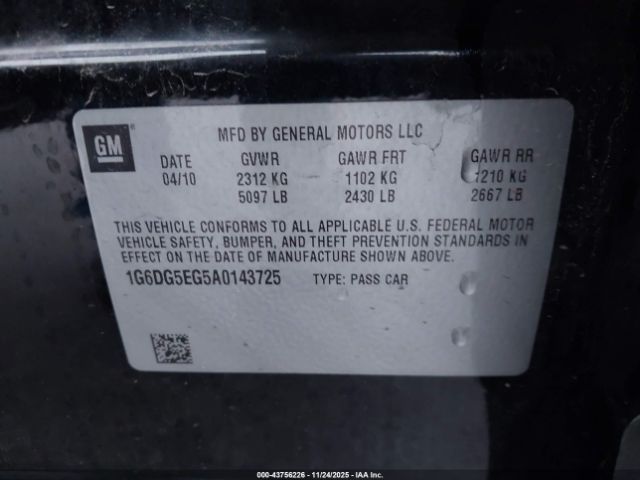 GM
MFD BY GENERAL MOTORS LLC
DATE GVWR GAWR FRT GAWR RR
04/10 2312 KG 1102 KG 1210 KG
5097 LB 2430 LB 2667 LB
THIS VEHICLE CONFORMS TO ALL APPLICABLE U.S. FEDERAL MOTOR
VEHICLE SAFETY, BUMPER, AND THEFT PREVENTION STANDARDS IN
EFFECT ON THE DATE OF MANUFACTURE SHOWN ABOVE.
1G6DG5EG5A0143725 TYPE: PASS CAR
000-43756226 - 11/24/2025 - IAA Inc.